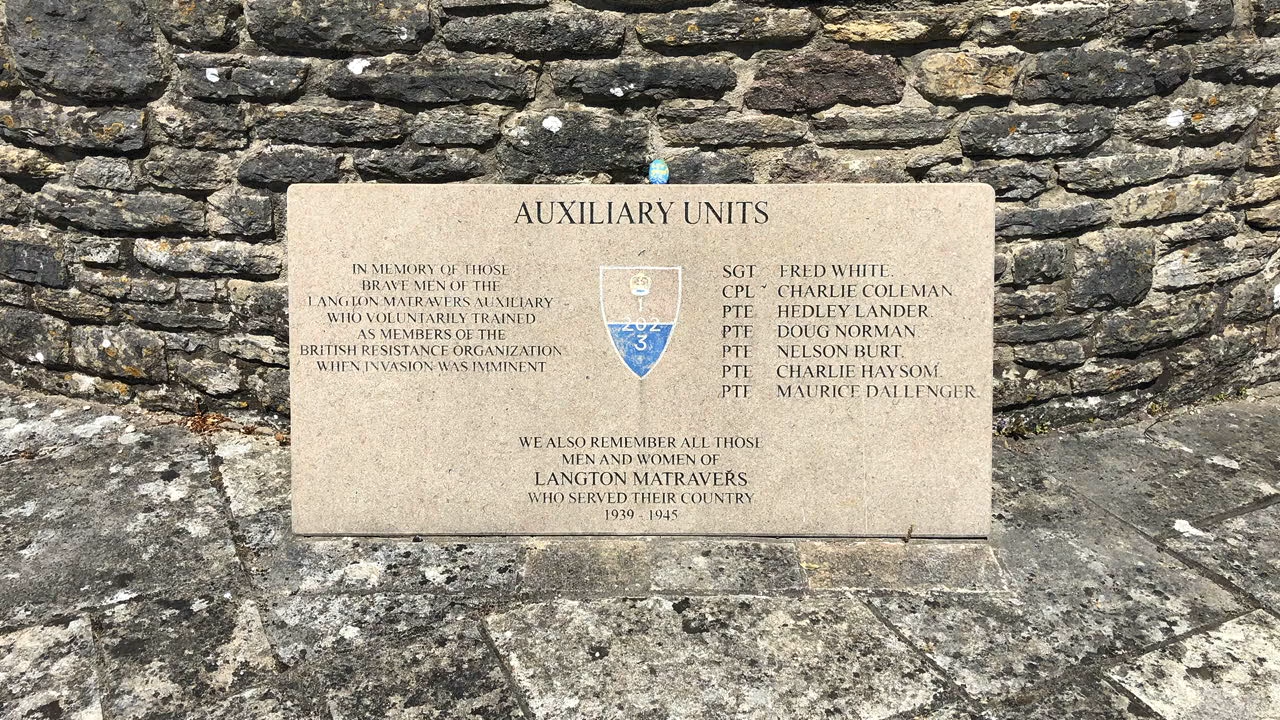 AUXILIARY UNITS
IN MEMORY OF THOSE
BRAVE MEN OF THE
LANGTON MATRAVERS AUXILIARY
WHO VOLUNTARILY TRAINED
AS MEMBERS OF THE
BRITISH RESISTANCE ORGANIZATION
WHEN INVASION WAS IMMINENT
202
3
SGT FRED WHITE.
CPL CHARLIE COLEMAN.
PTE HEDLEY LANDER.
PTE DOUG NORMAN.
PTE NELSON BURT.
PTE CHARLIE HAYSOM.
PTE MAURICE DALLENGER.
WE ALSO REMEMBER ALL THOSE
MEN AND WOMEN OF
LANGTON MATRAVERS
WHO SERVED THEIR COUNTRY
1939 - 1945